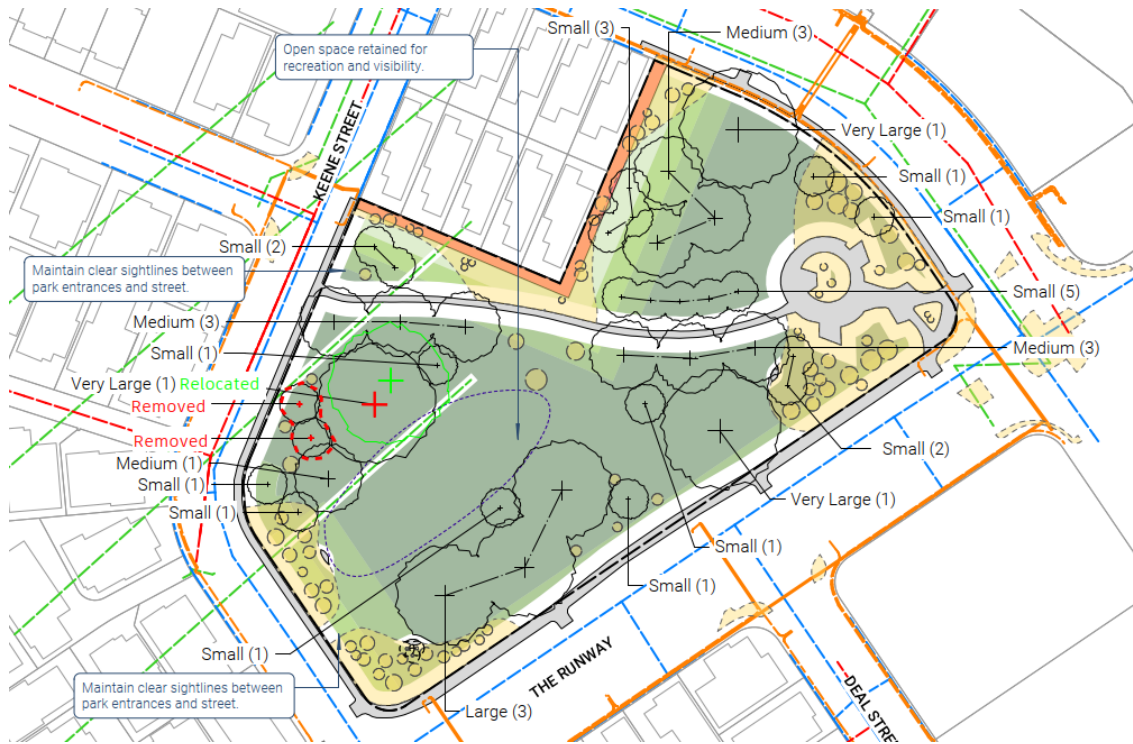 Small (3)
Medium (3)
Open space retained for
recreation and visibility.
KEENE STREET
Very Large (1)
Small (1)
Small (1)
Small (2)
Maintain clear sightlines between
park entrances and street.
Small (5)
Medium (3)
Medium (3)
Small (1)
Very Large (1) Relocated
Removed
Removed
Small (2)
Medium (1)
Small (1)
Very Large (1)
Small (1)
Small (1)
Small (1)
Small (1)
THE RUNWAY
Maintain clear sightlines between
park entrances and street.
DEAL STREET
Large (3)